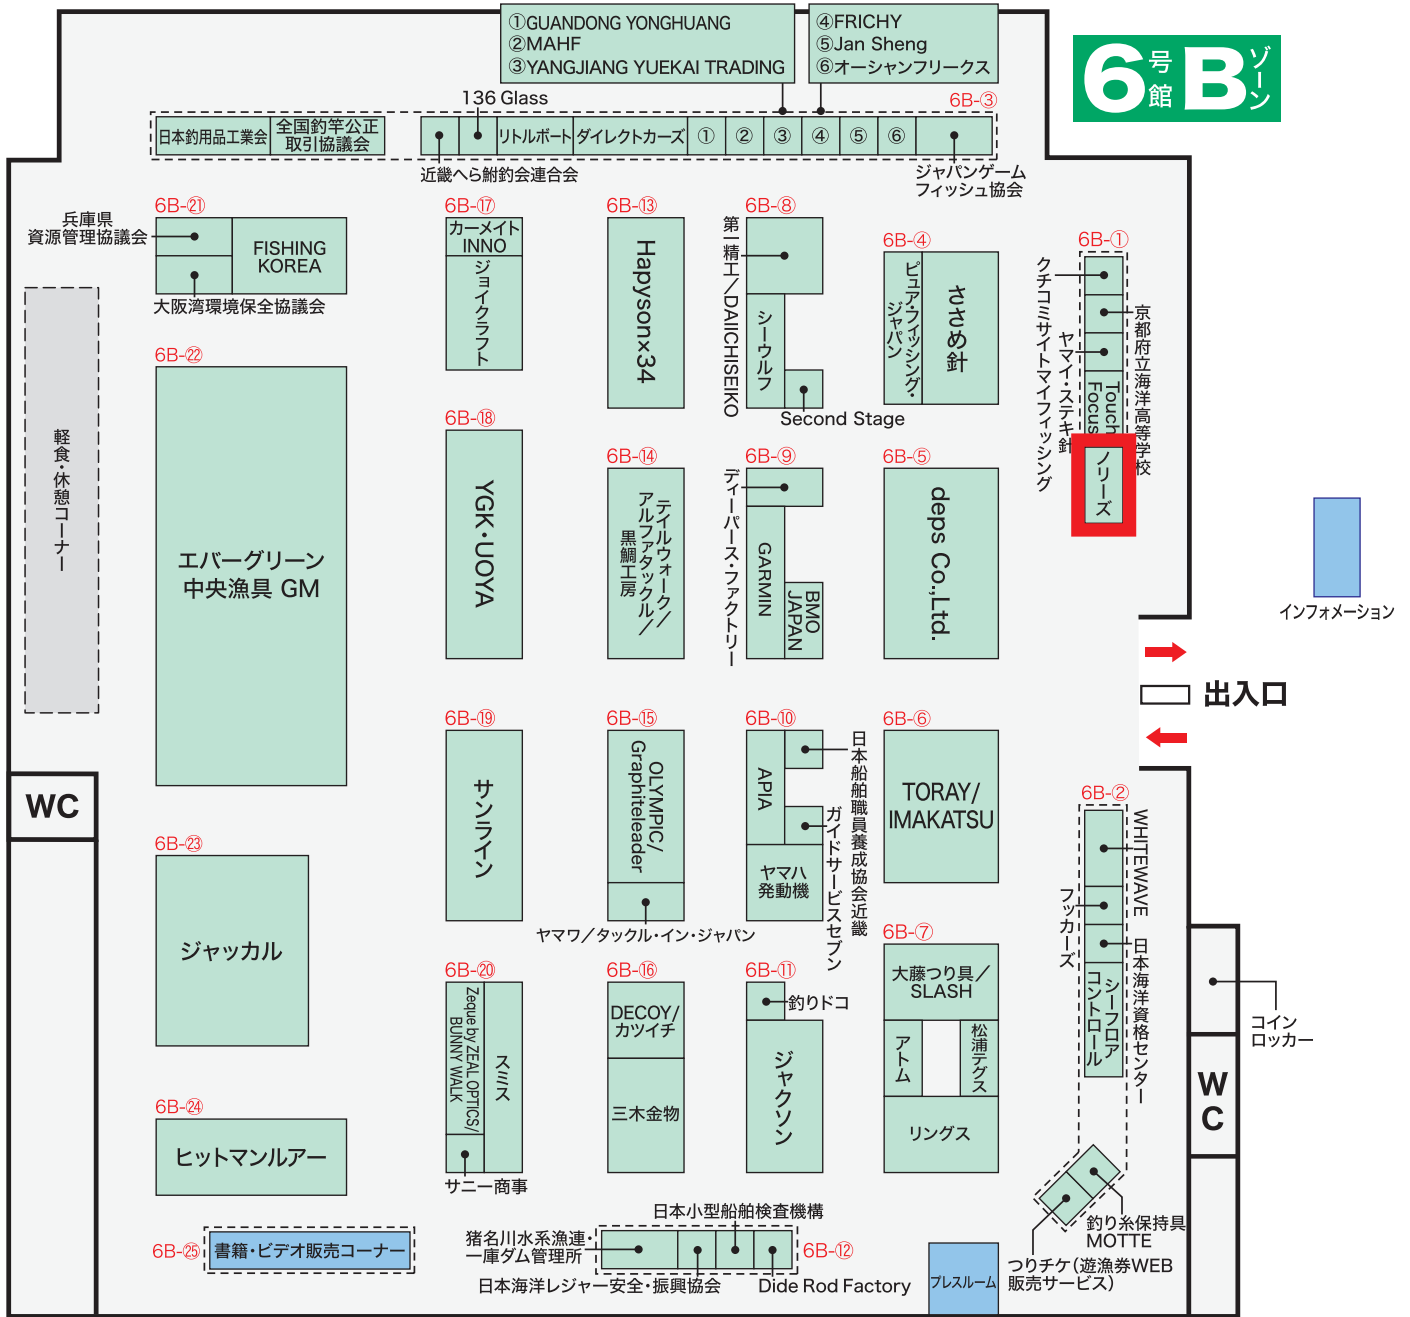 6号館 Bゾーン
①GUANDONG YONGHUANG
②MAHF
③YANGJIANG YUEKAI TRADING
④FRICHY
⑤Jan Sheng
⑥オーシャンフリークス
136 Glass
6B-③
日本釣用品工業会
全国釣竿公正
取引協議会
リトルボート
ダイレクトカーズ
①
②
③
④
⑤
⑥
近畿へら鮒釣会連合会
ジャパンゲーム
フィッシュ協会
6B-㉑
兵庫県
資源管理協議会
FISHING
KOREA
大阪湾環境保全協議会
6B-⑰
カーメイト
INNO
ジョイクラフト
6B-⑬
Hapyson×34
6B-⑧
第一精工／DAIICHISEIKO
シーウルフ
Second Stage
6B-④
ピュア・フィッシング・
ジャパン
ささめ針
6B-①
クチコミサイトマイフィッシング
京都府立海洋高等学校
ヤマイ・ステキ針
Touch
Focus
ノリーズ
軽食・休憩コーナー
6B-㉒
エバーグリーン
中央漁具 GM
6B-⑱
YGK・UOYA
6B-⑭
テイルウォーク／
アルファタックル／
黒鯛工房
6B-⑨
ディーパース・ファクトリー
GARMIN
BMO
JAPAN
6B-⑤
deps Co.,Ltd.
インフォメーション
出入口
WC
6B-⑲
サンライン
6B-⑮
OLYMPIC/
Graphiteleader
ヤマワ／タックル・イン・ジャパン
6B-⑩
APIA
日本船舶職員養成協会近畿
ガイドサービスセブン
ヤマハ
発動機
6B-⑥
TORAY/
IMAKATSU
6B-②
WHITEWAVE
フッカーズ
日本海洋資格センター
シーフロア
コントロール
6B-㉓
ジャッカル
6B-⑳
Zeque by ZEAL OPTICS/
BUNNY WALK
スミス
サニー商事
6B-⑯
DECOY/
カツイチ
三木金物
6B-⑪
釣りドコ
ジャクソン
6B-⑦
大藤つり具／
SLASH
アトム
松浦テグス
リングス
コイン
ロッカー
WC
6B-㉔
ヒットマンルアー
釣り糸保持具
MOTTE
つりチケ（遊漁券WEB
販売サービス）
6B-㉕
書籍・ビデオ販売コーナー
日本小型船舶検査機構
猪名川水系漁連・
一庫ダム管理所
6B-⑫
日本海洋レジャー安全・振興協会
Dide Rod Factory
プレスルーム